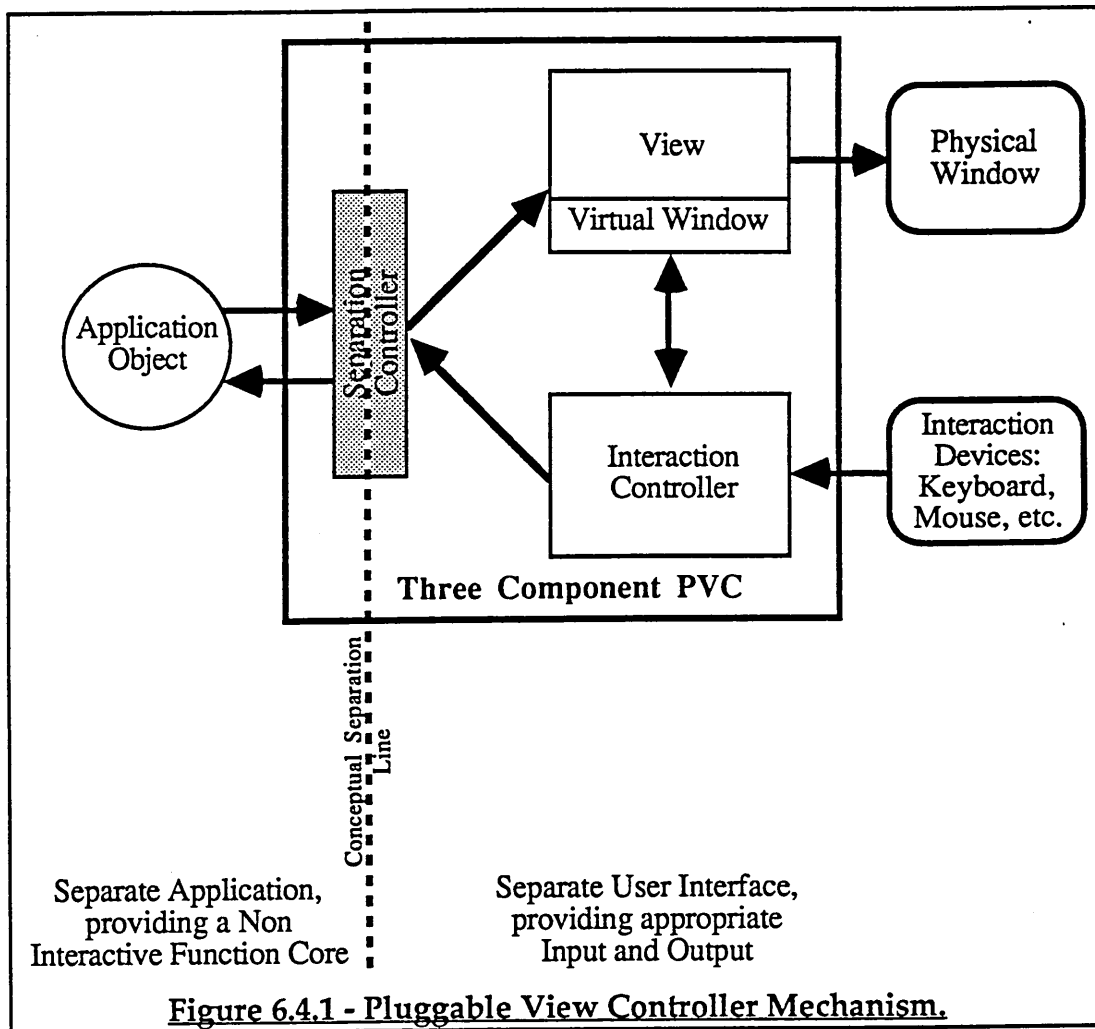 View
Virtual Window
Physical
Window
Separation
Controller
Application
Object
Interaction
Controller
Interaction
Devices:
Keyboard,
Mouse, etc.
Three Component PVC
Conceptual Separation
Line
Separate Application,
providing a Non
Interactive Function Core
Separate User Interface,
providing appropriate
Input and Output
Figure 6.4.1 - Pluggable View Controller Mechanism.